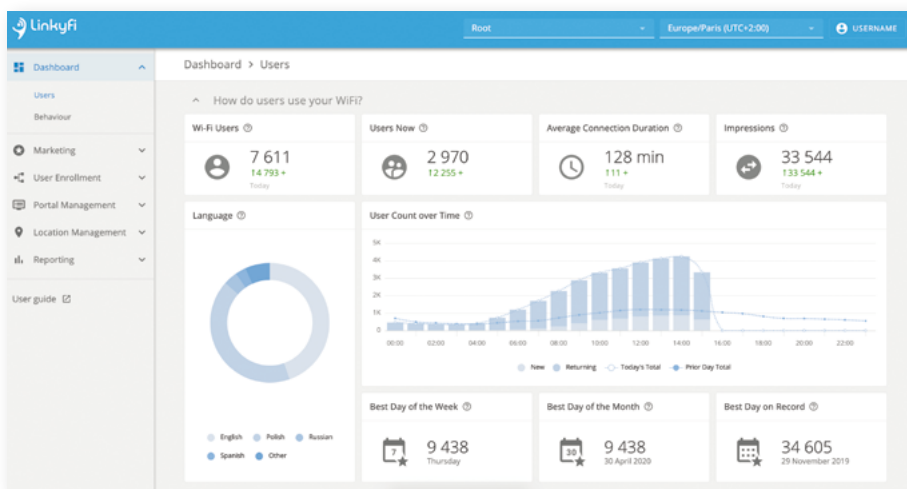 Linkyfi
Root
Europe/Paris (UTC+2:00)
USERNAME
Dashboard
Users
Behaviour
Marketing
User Enrollment
Portal Management
Location Management
Reporting
User guide
Dashboard > Users
How do users use your WiFi?
Wi-Fi Users
7 611
↑4 793 +
Today
Users Now
2 970
↑2 255 +
Average Connection Duration
128 min
↑11 +
Today
Impressions
33 544
↑33 544 +
Today
Language
English Polish Russian
Spanish Other
User Count over Time
5K
4K
3K
2K
1K
0
00:00 02:00 04:00 06:00 08:00 10:00 12:00 14:00 16:00 18:00 20:00 22:00
New Returning Today's Total Prior Day Total
Best Day of the Week
7
9 438
Thursday
Best Day of the Month
30
9 438
30 April 2020
Best Day on Record
34 605
29 November 2019